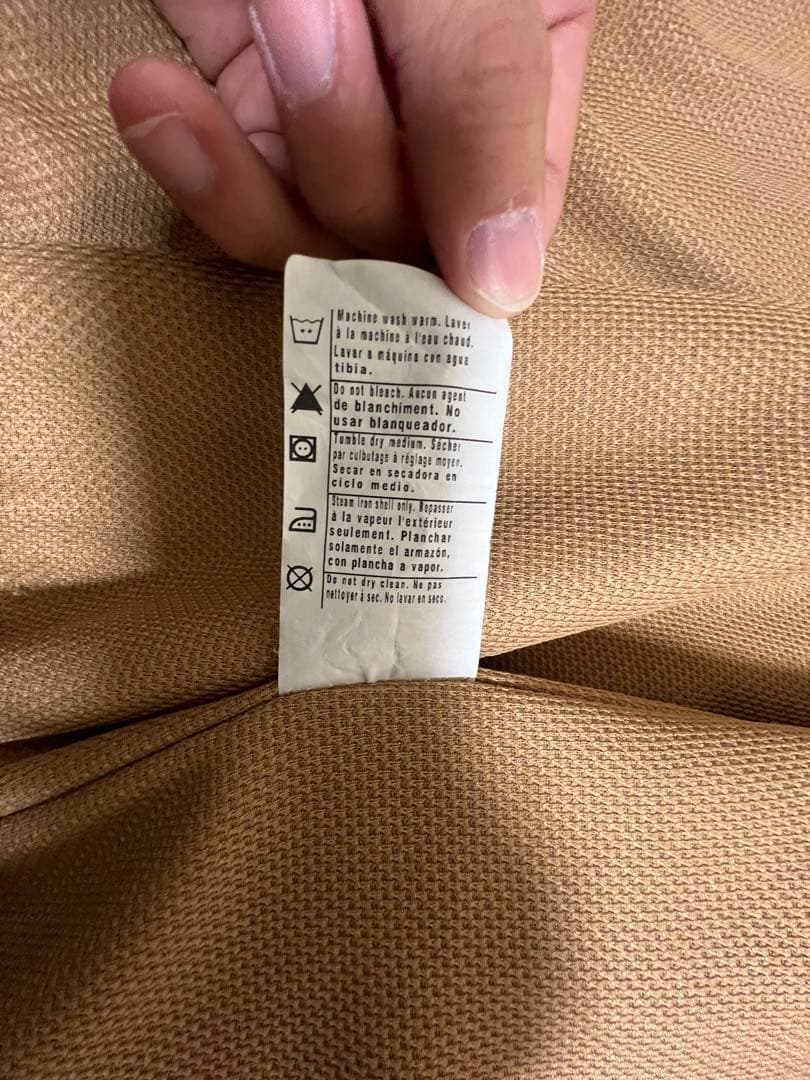 Machine wash warm. Laver
à la machine à l'eau chaud.
Lavar a máquina con agua
tibia.
Do not bleach. Aucun agent
de blanchiment. No
usar blanqueador.
Tumble dry medium. Sécher
par culbutage à réglage moyen.
Secar en secadora en
ciclo medio.
Steam iron shell only. Repasser
à la vapeur l'extérieur
seulement. Planchar
solamente el armazón,
con plancha a vapor.
Do not dry clean. Ne pas
nettoyer à sec. No lavar en seco.